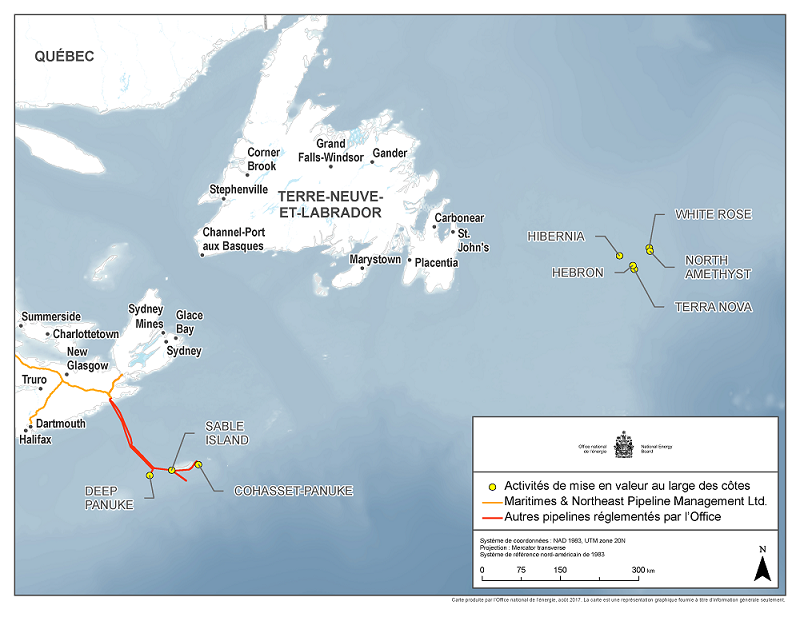 QUÉBEC
Grand
Falls-Windsor
Gander
Corner
Brook
Stephenville
TERRE-NEUVE-
ET-LABRADOR
Channel-Port
aux Basques
Carbonear
St.
John's
Marystown
Placentia
WHITE ROSE
HIBERNIA
NORTH
AMETHYST
HEBRON
TERRA NOVA
Summerside
Charlottetown
Sydney
Mines
Glace
Bay
Sydney
New
Glasgow
Truro
Dartmouth
Halifax
SABLE
ISLAND
DEEP
PANUKE
COHASSET-PANUKE
Office national
de l'énergie
National Energy
Board
Activités de mise en valeur au large des côtes
Maritimes & Northeast Pipeline Management Ltd.
Autres pipelines réglementés par l'Office
Système de coordonnées : NAD 1983, UTM zone 20N
Projection : Mercator transverse
Système de référence nord-américain de 1983
0 75 150 300 km
N
Carte produite par l'Office national de l'énergie, août 2017. La carte est une représentation graphique fournie à titre d'information générale seulement.